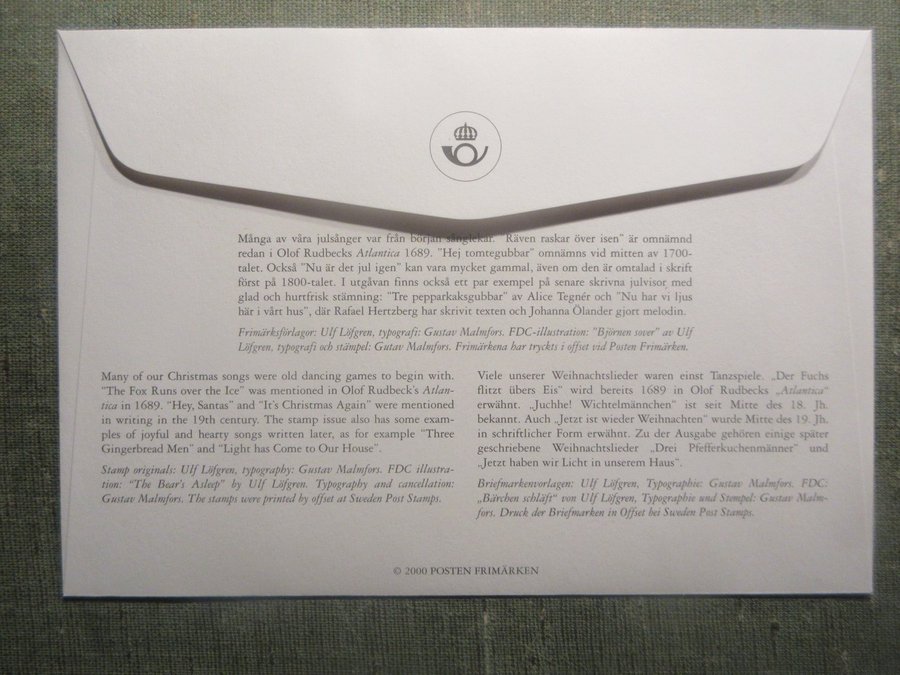 Många av våra julsånger var från början sånglekar. "Räven raskar över isen" är omnämnd
redan i Olof Rudbecks Atlantica 1689. "Hej tomtegubbar" omnämns vid mitten av 1700-
talet. Också "Nu är det jul igen" kan vara mycket gammal, även om den är omtalad i skrift
först på 1800-talet. I utgåvan finns också ett par exempel på senare skrivna julvisor med
glad och hurtfrisk stämning: "Tre pepparkaksgubbar" av Alice Tegnér och "Nu har vi ljus
här i vårt hus", där Rafael Hertzberg har skrivit texten och Johanna Ölander gjort melodin.
Frimärksförlagor: Ulf Löfgren, typografi: Gustav Malmfors. FDC-illustration: "Björnen sover" av Ulf
Löfgren, typografi och stämpel: Gutav Malmfors. Frimärkena har tryckts i offset vid Posten Frimärken.
Many of our Christmas songs were old dancing games to begin with.
"The Fox Runs over the Ice" was mentioned in Olof Rudbeck's Atlan-
tica in 1689. "Hey, Santas" and "It's Christmas Again" were mentioned
in writing in the 19th century. The stamp issue also has some exam-
ples of joyful and hearty songs written later, as for example "Three
Gingerbread Men" and "Light has Come to Our House".
Stamp originals: Ulf Löfgren, typography: Gustav Malmfors. FDC illustra-
tion: "The Bear's Asleep" by Ulf Löfgren. Typography and cancellation:
Gustav Malmfors. The stamps were printed by offset at Sweden Post Stamps.
Viele unserer Weihnachtslieder waren einst Tanzspiele. „Der Fuchs
flitzt übers Eis" wird bereits 1689 in Olof Rudbecks „Atlantica"
erwähnt. „Juchhe! Wichtelmännchen" ist seit Mitte des 18. Jh.
bekannt. Auch „Jetzt ist wieder Weihnachten" wurde Mitte des 19. Jh.
in schriftlicher Form erwähnt. Zu der Ausgabe gehören einige später
geschriebene Weihnachtslieder „Drei Pfefferkuchenmänner" und
„Jetzt haben wir Licht in unserem Haus".
Briefmarkenvorlagen: Ulf Löfgren, Typographie: Gustav Malmfors. FDC:
„Bärchen schläft" von Ulf Löfgren, Typographie und Stempel: Gustav Malm-
fors. Druck der Briefmarken in Offset bei Sweden Post Stamps.
© 2000 POSTEN FRIMÄRKEN